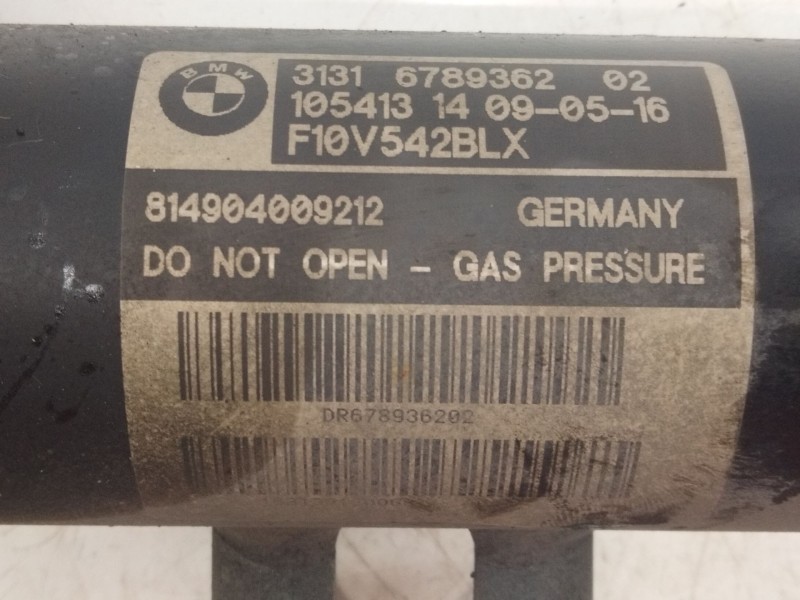 BMW
3131 6789362 02
105413 14 09-05-16
F10V542BLX
814904009212 GERMANY
DO NOT OPEN - GAS PRESSURE
DR678936202